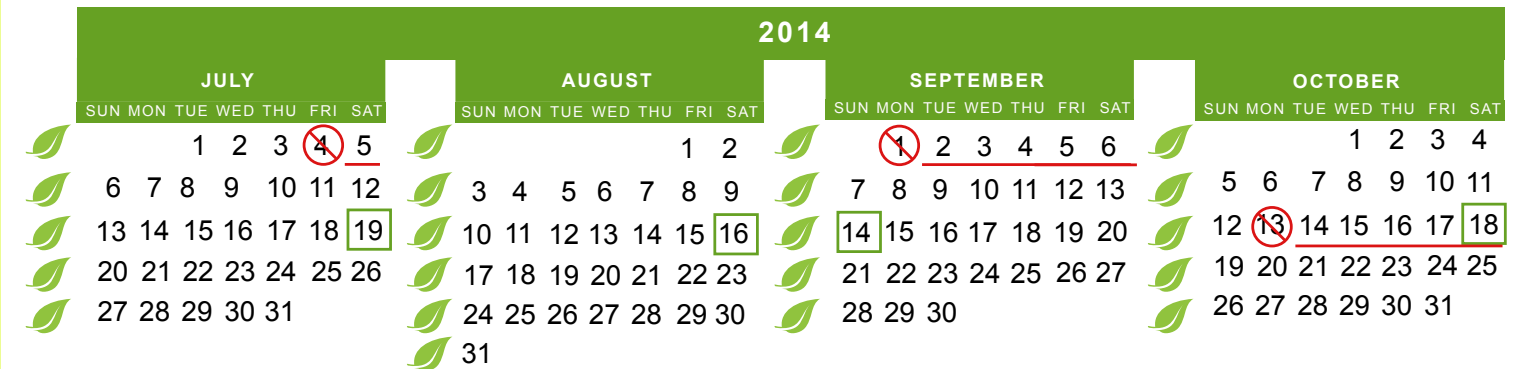 2014
JULY
SUN MON TUE WED THU FRI SAT
1 2 3 4 5
6 7 8 9 10 11 12
13 14 15 16 17 18 19
20 21 22 23 24 25 26
27 28 29 30 31
AUGUST
SUN MON TUE WED THU FRI SAT
1 2
3 4 5 6 7 8 9
10 11 12 13 14 15 16
17 18 19 20 21 22 23
24 25 26 27 28 29 30
31
SEPTEMBER
SUN MON TUE WED THU FRI SAT
1 2 3 4 5 6
7 8 9 10 11 12 13
14 15 16 17 18 19 20
21 22 23 24 25 26 27
28 29 30
OCTOBER
SUN MON TUE WED THU FRI SAT
1 2 3 4
5 6 7 8 9 10 11
12 13 14 15 16 17 18
19 20 21 22 23 24 25
26 27 28 29 30 31